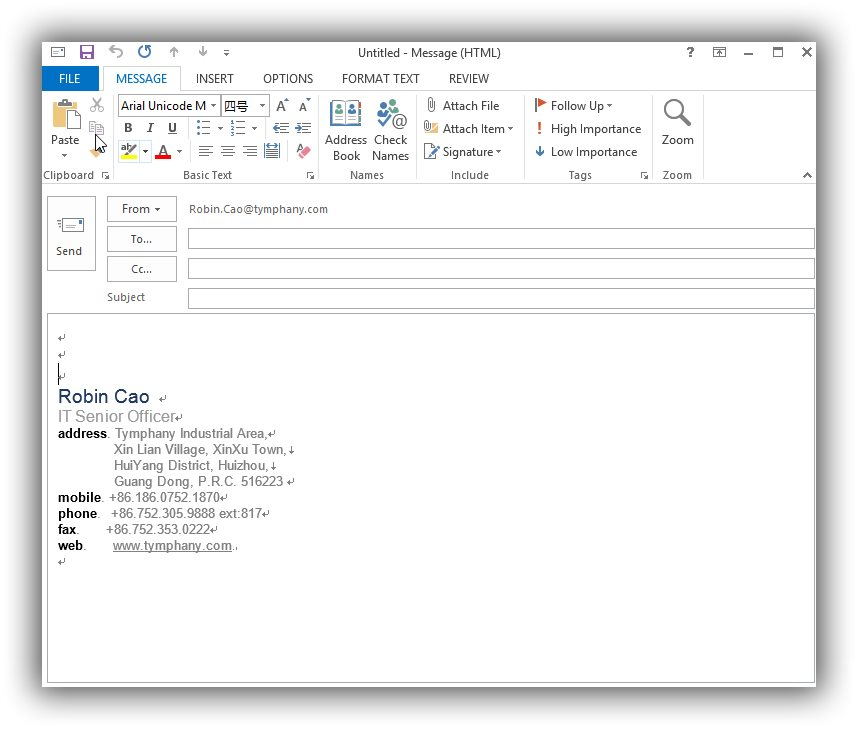 Untitled - Message (HTML)
FILE MESSAGE INSERT OPTIONS FORMAT TEXT REVIEW
Paste
Clipboard
Arial Unicode M 四号
B I U
ab A
Basic Text
Address Book
Check Names
Names
Attach File
Attach Item
Signature
Include
Follow Up
High Importance
Low Importance
Tags
Zoom
Zoom
Send
From Robin.Cao@tymphany.com
To...
Cc...
Subject
Robin Cao
IT Senior Officer
address. Tymphany Industrial Area,
Xin Lian Village, XinXu Town,
HuiYang District, Huizhou,
Guang Dong, P.R.C. 516223
mobile. +86.186.0752.1870
phone. +86.752.305.9888 ext:817
fax. +86.752.353.0222
web. www.tymphany.com.